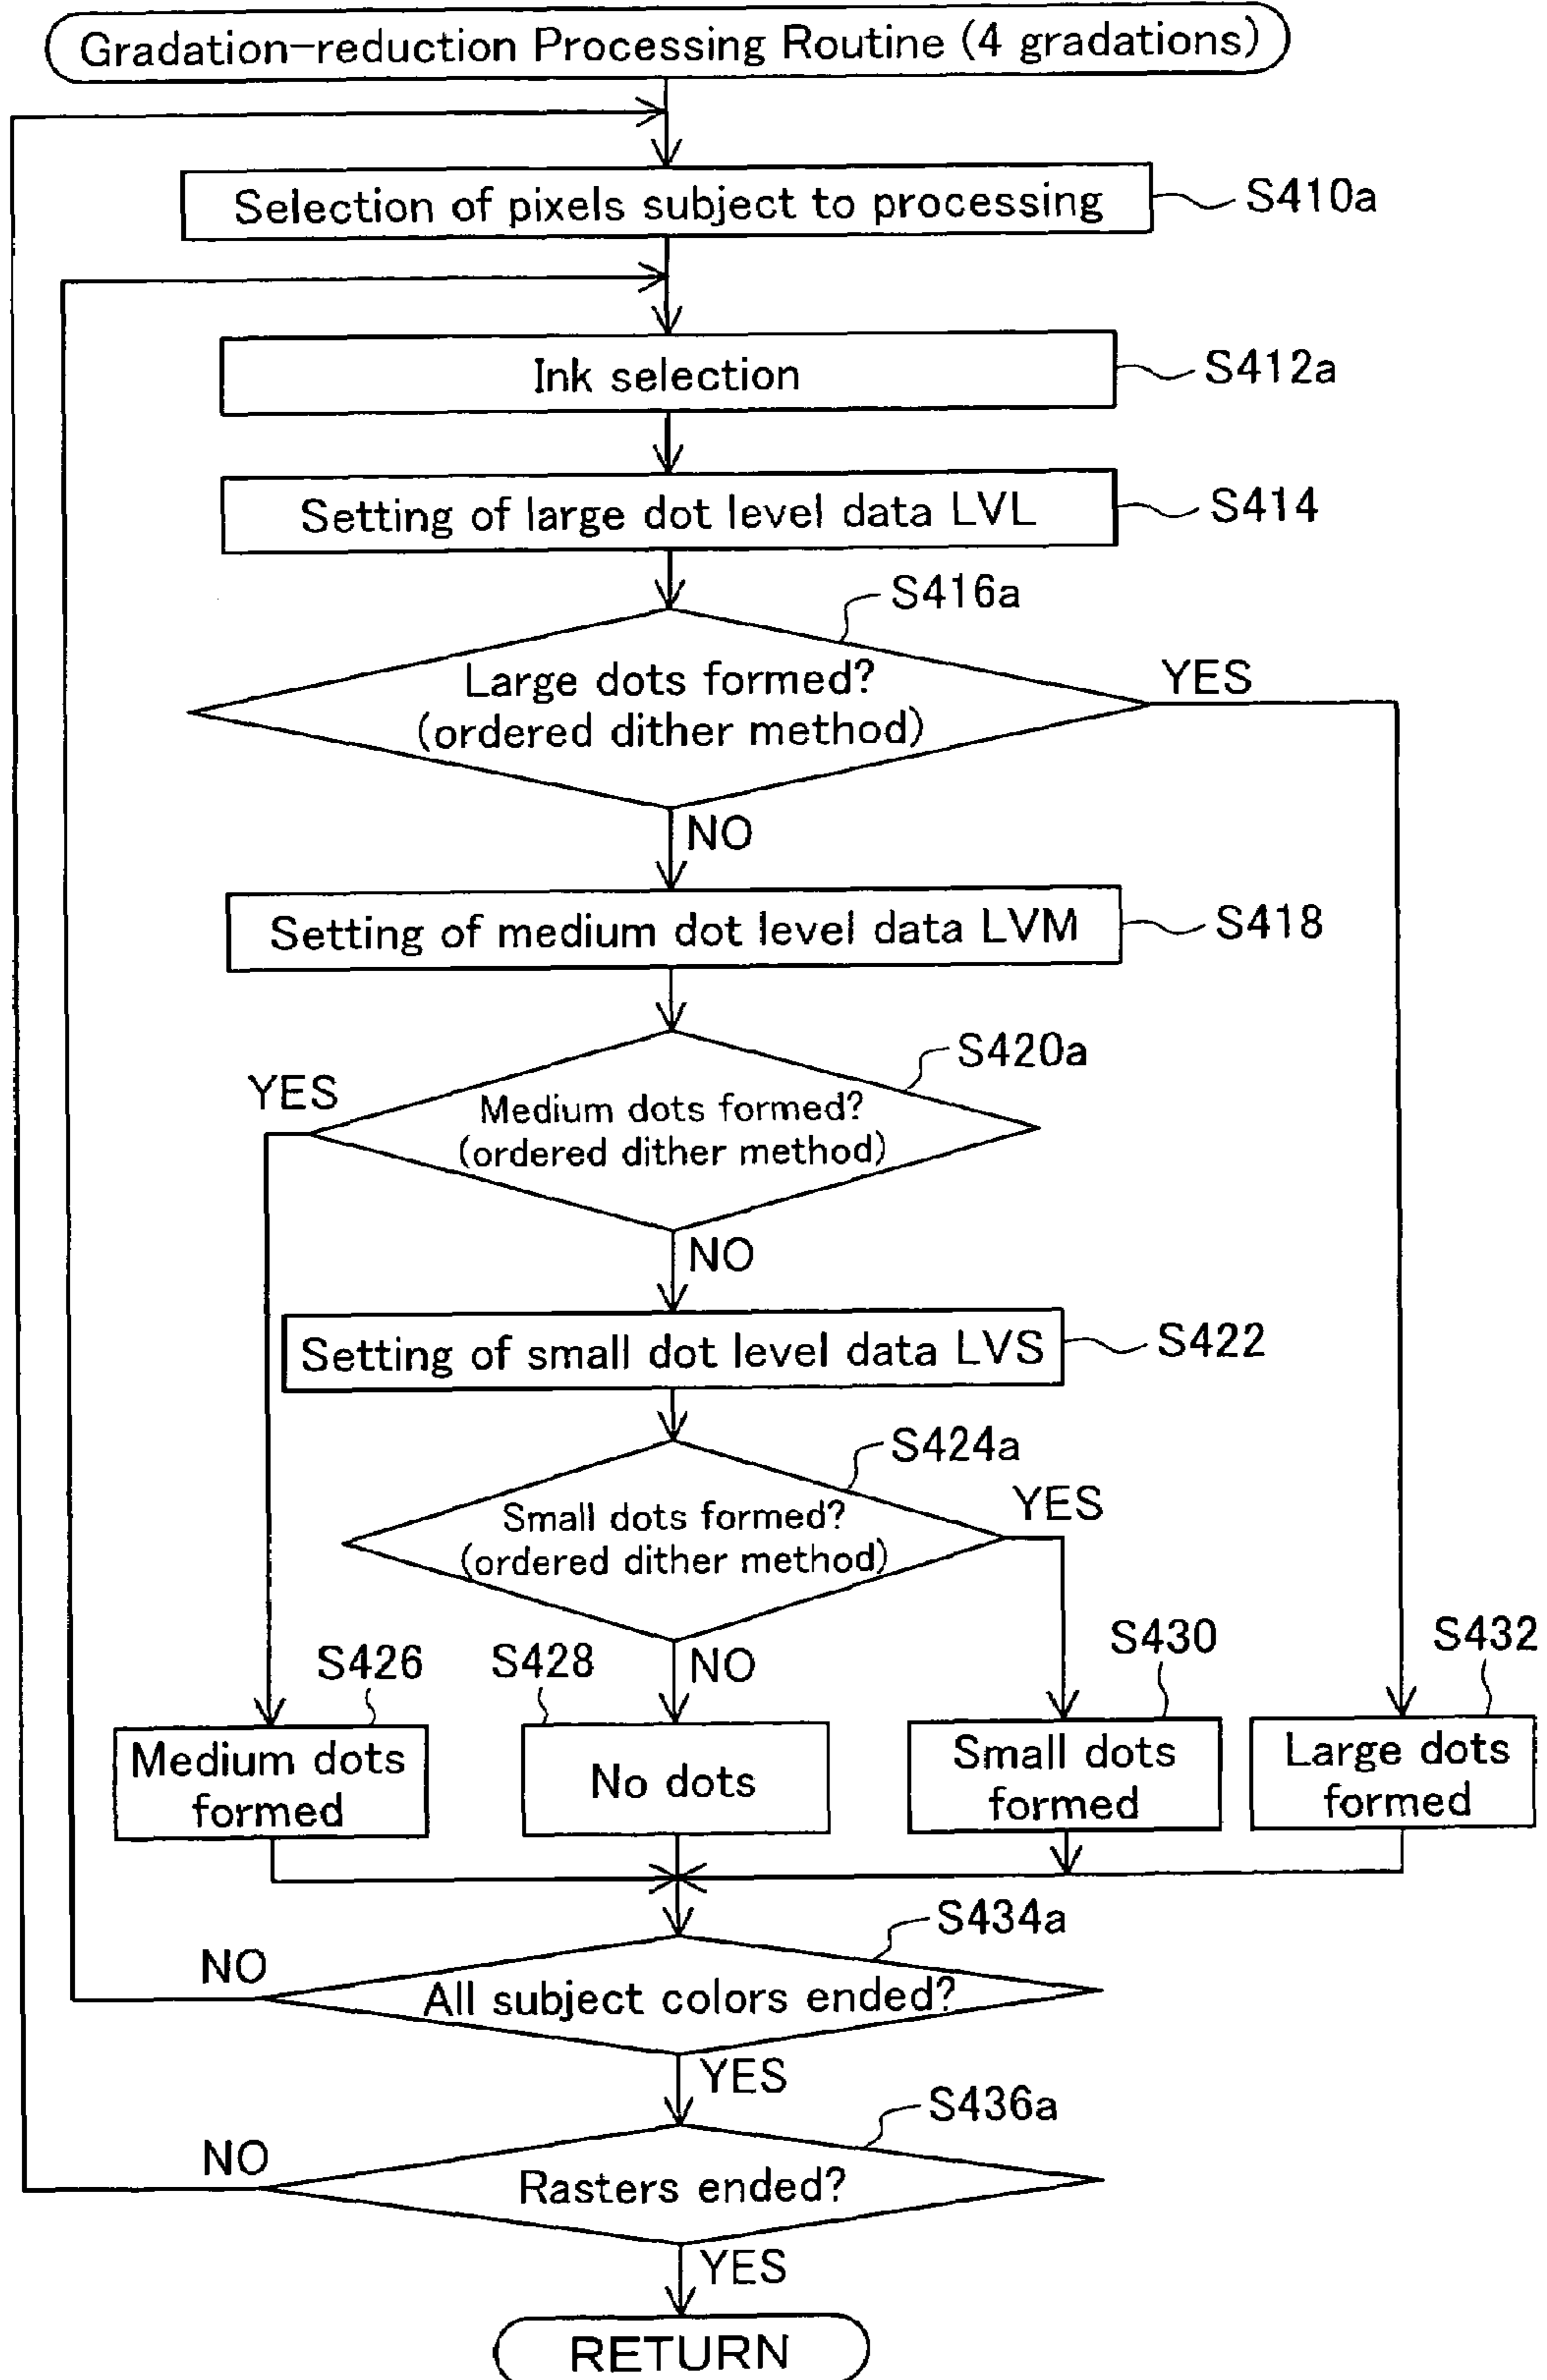 Gradation-reduction Processing Routine (4 gradations)
Selection of pixels subject to processing
S410a
Ink selection
S412a
Setting of large dot level data LVL
S414
S416a
Large dots formed?
(ordered dither method)
YES
NO
Setting of medium dot level data LVM
S418
S420a
YES
Medium dots formed?
(ordered dither method)
NO
Setting of small dot level data LVS
S422
S424a
Small dots formed?
(ordered dither method)
YES
NO
S426
S428
S430
S432
Medium dots
formed
No dots
Small dots
formed
Large dots
formed
S434a
NO
All subject colors ended?
YES
S436a
NO
Rasters ended?
YES
RETURN